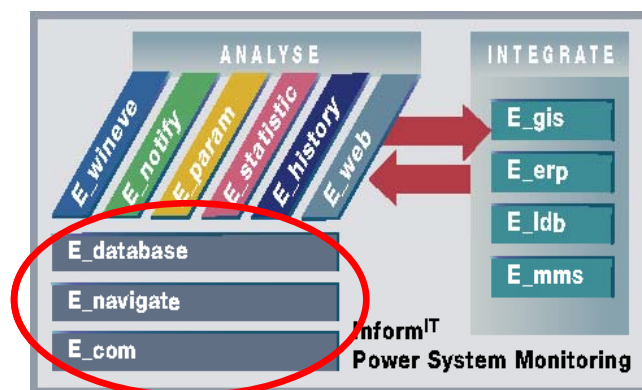 ANALYSE
E_wineve
E_notify
E_param
E_statistic
E_history
E_web
E_database
E_navigate
E_com
INTEGRATE
E_gis
E_erp
E_ldb
E_mms
Inform^IT
Power System Monitoring